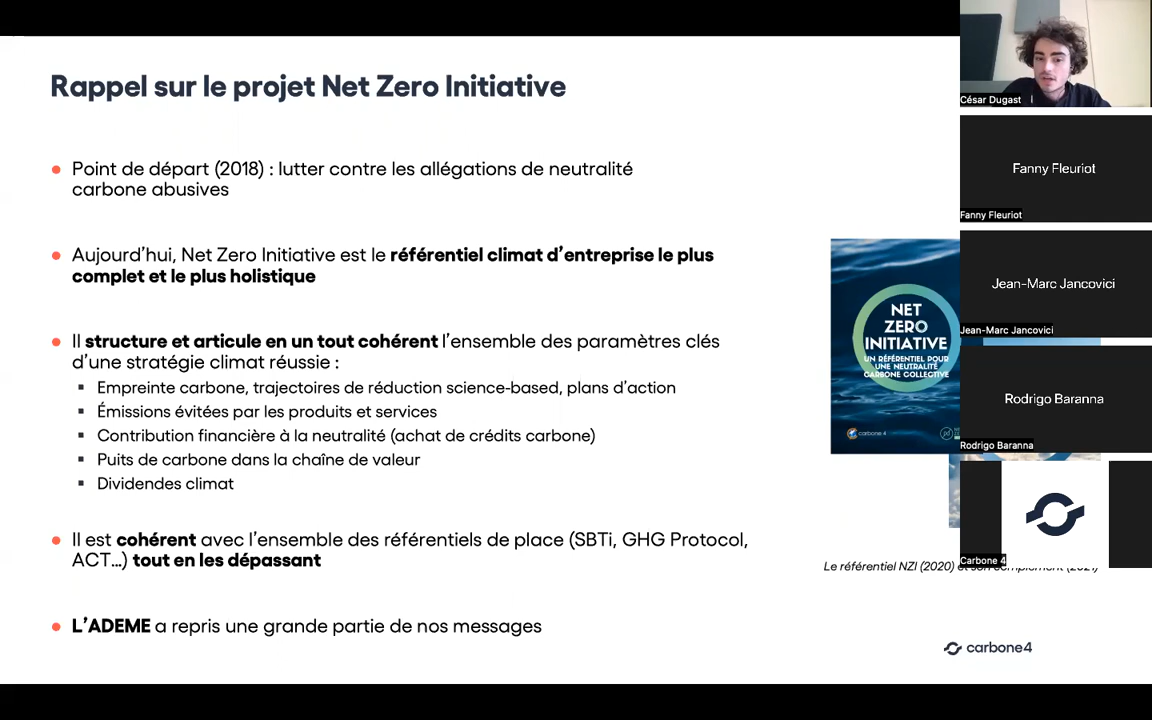 Rappel sur le projet Net Zero Initiative
Point de départ (2018) : lutter contre les allégations de neutralité
carbone abusives
Aujourd’hui, Net Zero Initiative est le référentiel climat d’entreprise le plus
complet et le plus holistique
Il structure et articule en un tout cohérent l’ensemble des paramètres clés
d’une stratégie climat réussie :
Empreinte carbone, trajectoires de réduction science-based, plans d’action
Émissions évitées par les produits et services
Contribution financière à la neutralité (achat de crédits carbone)
Puits de carbone dans la chaîne de valeur
Dividendes climat
Il est cohérent avec l’ensemble des référentiels de place (SBTi, GHG Protocol,
ACT…) tout en les dépassant
L’ADEME a repris une grande partie de nos messages
NET
ZERO
INITIATIVE
UN RÉFÉRENTIEL POUR
UNE NEUTRALITÉ
CARBONE COLLECTIVE
carbone 4
Le référentiel NZI (2020) et son complément (2021)
carbone4
César Dugast
Fanny Fleuriot
Fanny Fleuriot
Jean-Marc Jancovici
Jean-Marc Jancovici
Rodrigo Baranna
Rodrigo Baranna
Carbone 4